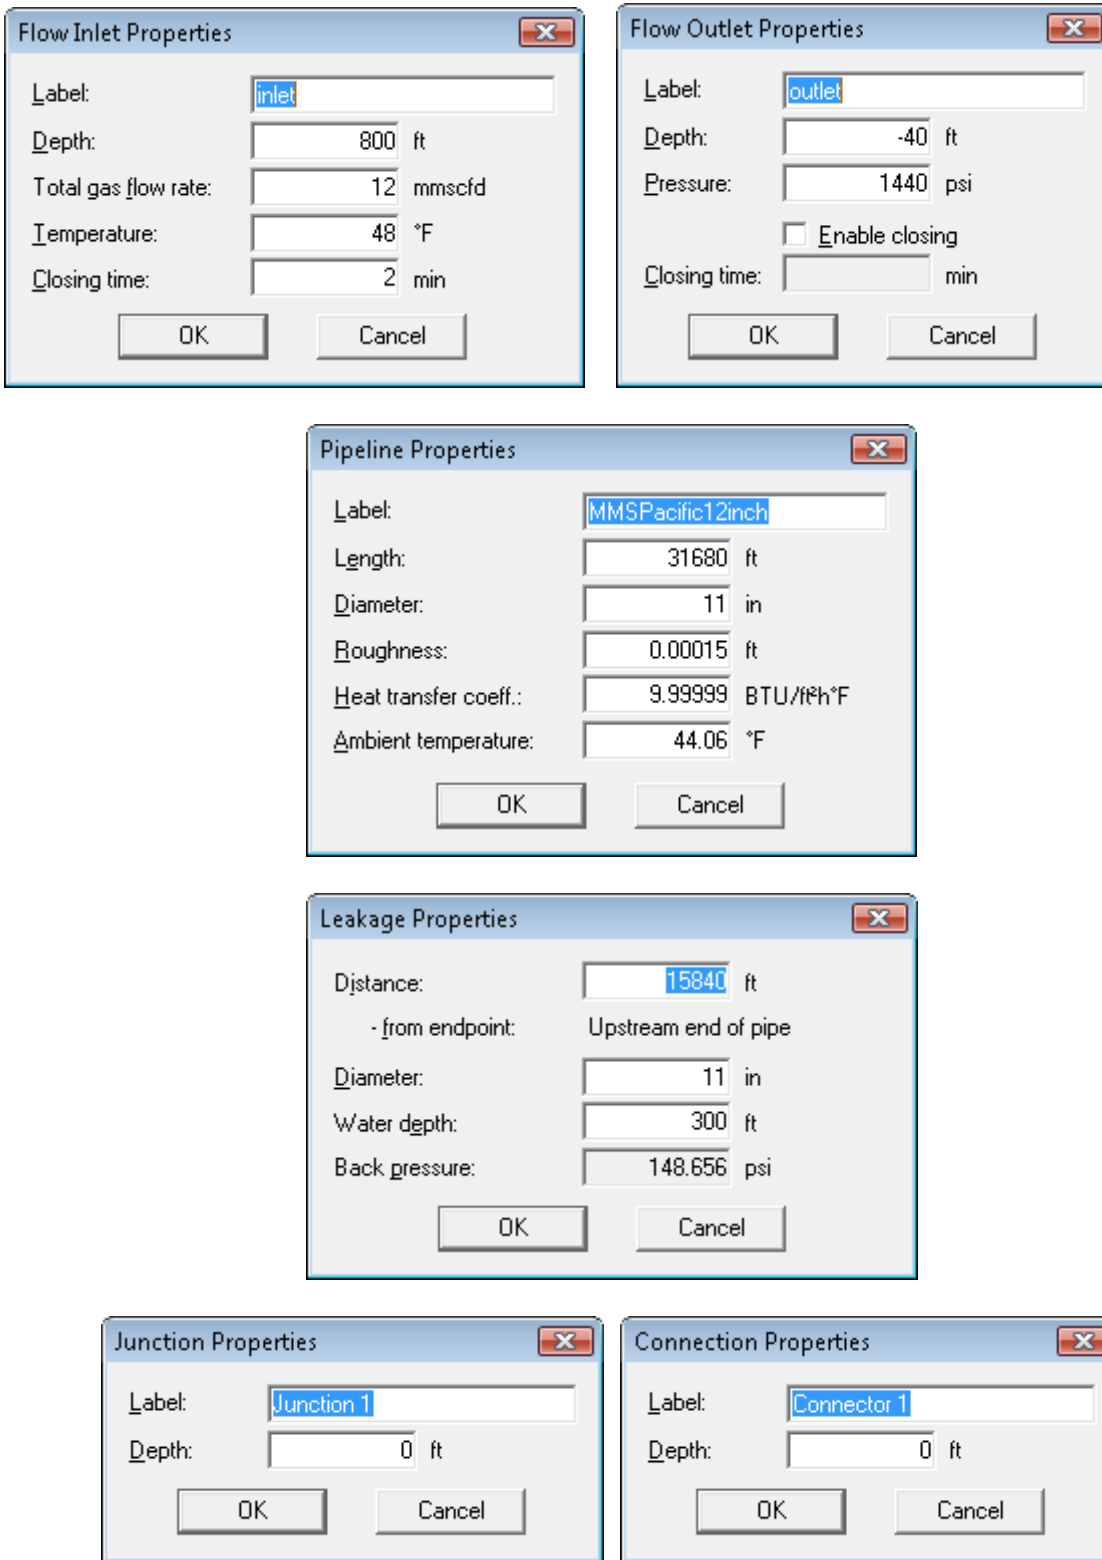 Flow Inlet Properties
Label: inlet
Depth: 800 ft
Total gas flow rate: 12 mmscfd
Temperature: 48 °F
Closing time: 2 min
OK Cancel
Flow Outlet Properties
Label: outlet
Depth: -40 ft
Pressure: 1440 psi
Enable closing
Closing time: min
OK Cancel
Pipeline Properties
Label: MMSPacific12inch
Length: 31680 ft
Diameter: 11 in
Roughness: 0.00015 ft
Heat transfer coeff.: 9.99999 BTU/ft²h°F
Ambient temperature: 44.06 °F
OK Cancel
Leakage Properties
Distance: 15840 ft
- from endpoint: Upstream end of pipe
Diameter: 11 in
Water depth: 300 ft
Back pressure: 148.656 psi
OK Cancel
Junction Properties
Label: Junction 1
Depth: 0 ft
OK Cancel
Connection Properties
Label: Connector 1
Depth: 0 ft
OK Cancel